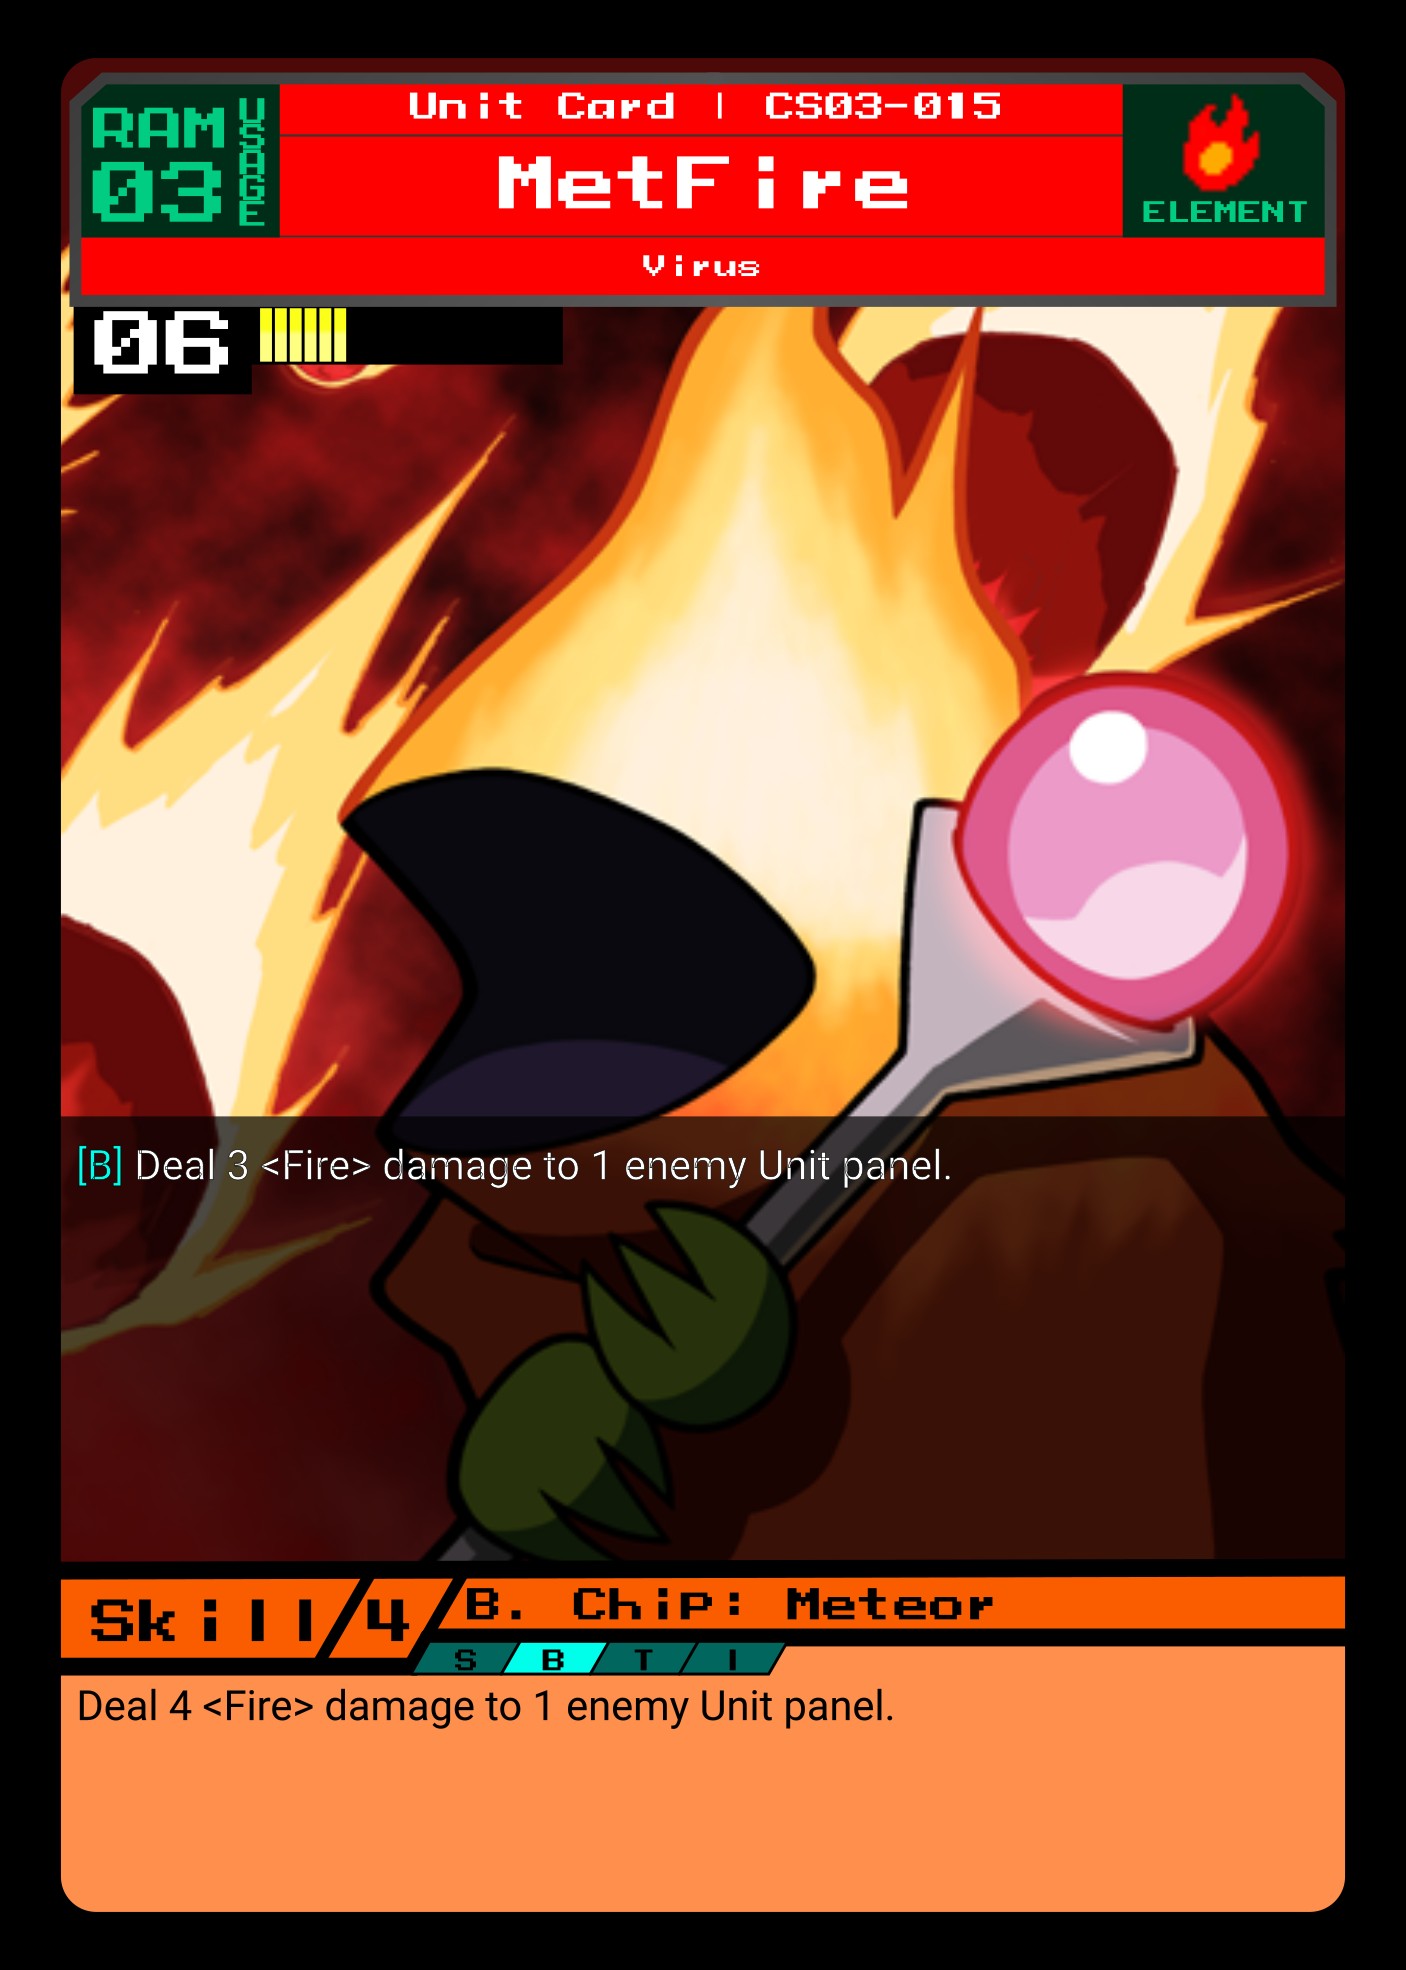 Unit Card | CS03-015
RAM
03
USAGE
MetFire
ELEMENT
Virus
06
[B] Deal 3 <Fire> damage to 1 enemy Unit panel.
Skill/4
B. Chip: Meteor
S B T I
Deal 4 <Fire> damage to 1 enemy Unit panel.